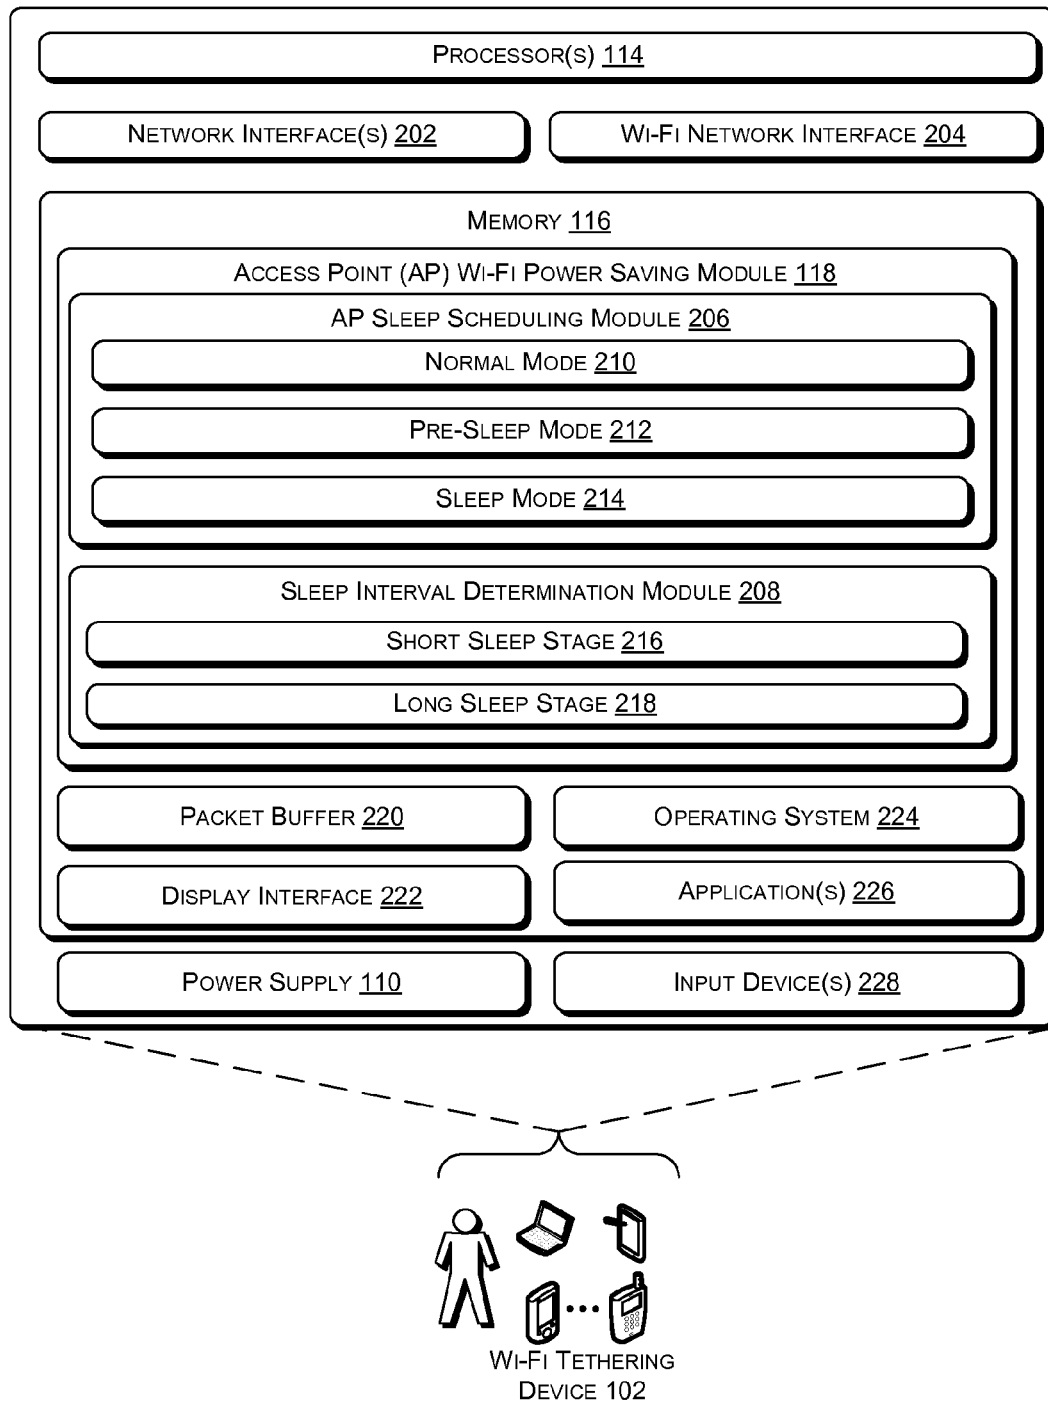 PROCESSOR(S) 114
NETWORK INTERFACE(S) 202
WI-FI NETWORK INTERFACE 204
MEMORY 116
ACCESS POINT (AP) WI-FI POWER SAVING MODULE 118
AP SLEEP SCHEDULING MODULE 206
NORMAL MODE 210
PRE-SLEEP MODE 212
SLEEP MODE 214
SLEEP INTERVAL DETERMINATION MODULE 208
SHORT SLEEP STAGE 216
LONG SLEEP STAGE 218
PACKET BUFFER 220
OPERATING SYSTEM 224
DISPLAY INTERFACE 222
APPLICATION(S) 226
POWER SUPPLY 110
INPUT DEVICE(S) 228
WI-FI TETHERING
DEVICE 102